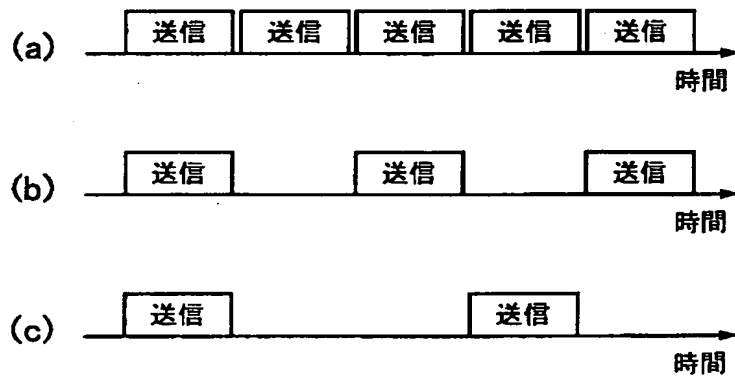 (a) 送信 送信 送信 送信 送信
時間
(b) 送信 送信 送信
時間
(c) 送信 送信
時間